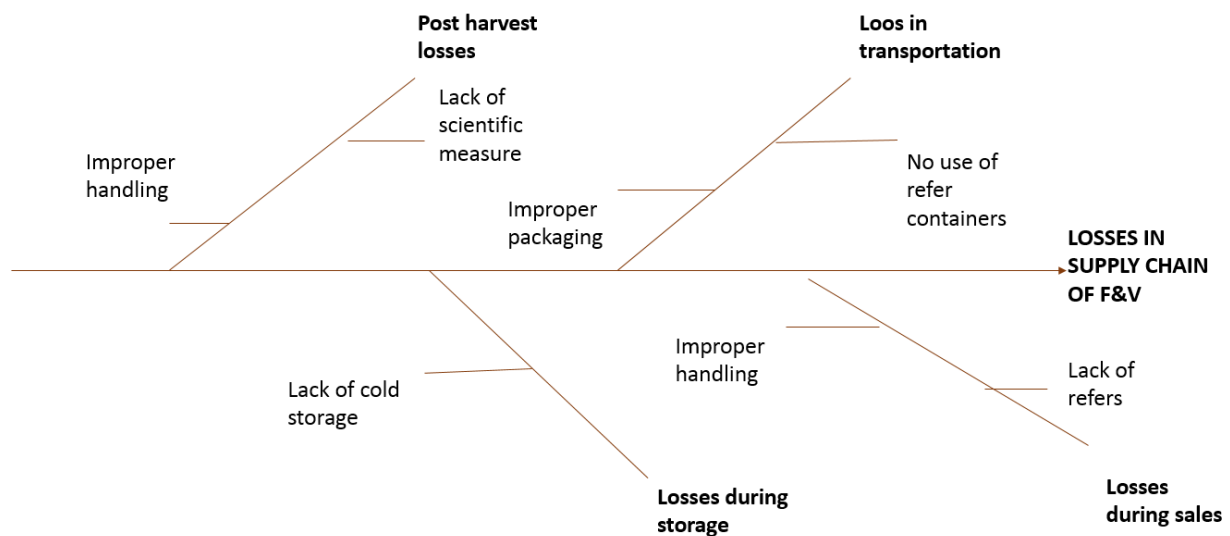 Post harvest
losses
Loos in
transportation
Lack of
scientific
measure
Improper
handling
No use of
refer
containers
Improper
packaging
LOSSES IN
SUPPLY CHAIN
OF F&V
Improper
handling
Lack of cold
storage
Lack of
refers
Losses during
storage
Losses
during sales